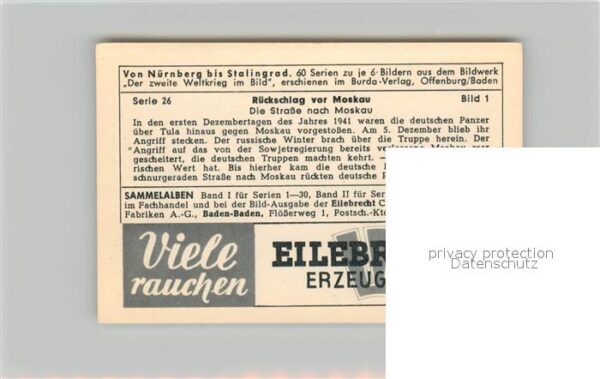 Von Nürnberg bis Stalingrad. 60 Serien zu je 6 Bildern aus dem Bildwerk
„Der zweite Weltkrieg im Bild", erschienen im Burda-Verlag, Offenburg/Baden
Serie 26 Rückschlag vor Moskau Bild 1
Die Straße nach Moskau
In den ersten Dezembertagen des Jahres 1941 waren die deutschen Panzer
über Tula hinaus gegen Moskau vorgestoßen. Am 5. Dezember blieb ihr
Angriff stecken. Der russische Winter brach über die Truppe herein. Der
Angriff auf das von der Sowjetregierung bereits verlassene Moskau war
gescheitert, die deutschen Truppen machten kehrt. —
rischen Wert hat. Bis hierher kam die deutsche
schnurgeraden Straße nach Moskau rückten deutsche
SAMMELALBEN Band I für Serien 1—30, Band II für Ser
im Fachhandel und bei der Bild-Ausgabe der Eilebrecht C
Fabriken A.-G., Baden-Baden, Flößerweg 1, Postsch.-Kto
Viele EILEBR
rauchen ERZEUG
privacy protection
Datenschutz